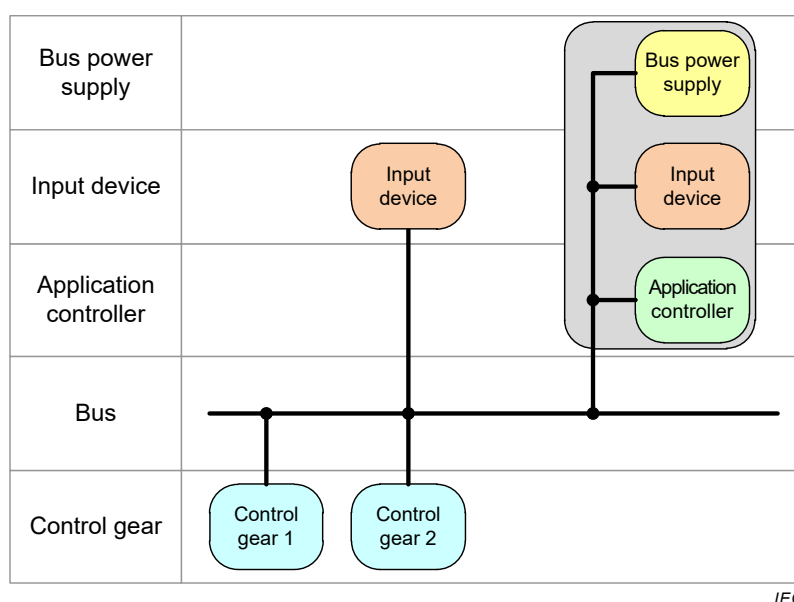 Bus power
supply
Bus power
supply
Input device
Input
device
Input
device
Application
controller
Application
controller
Bus
Control gear
Control
gear 1
Control
gear 2